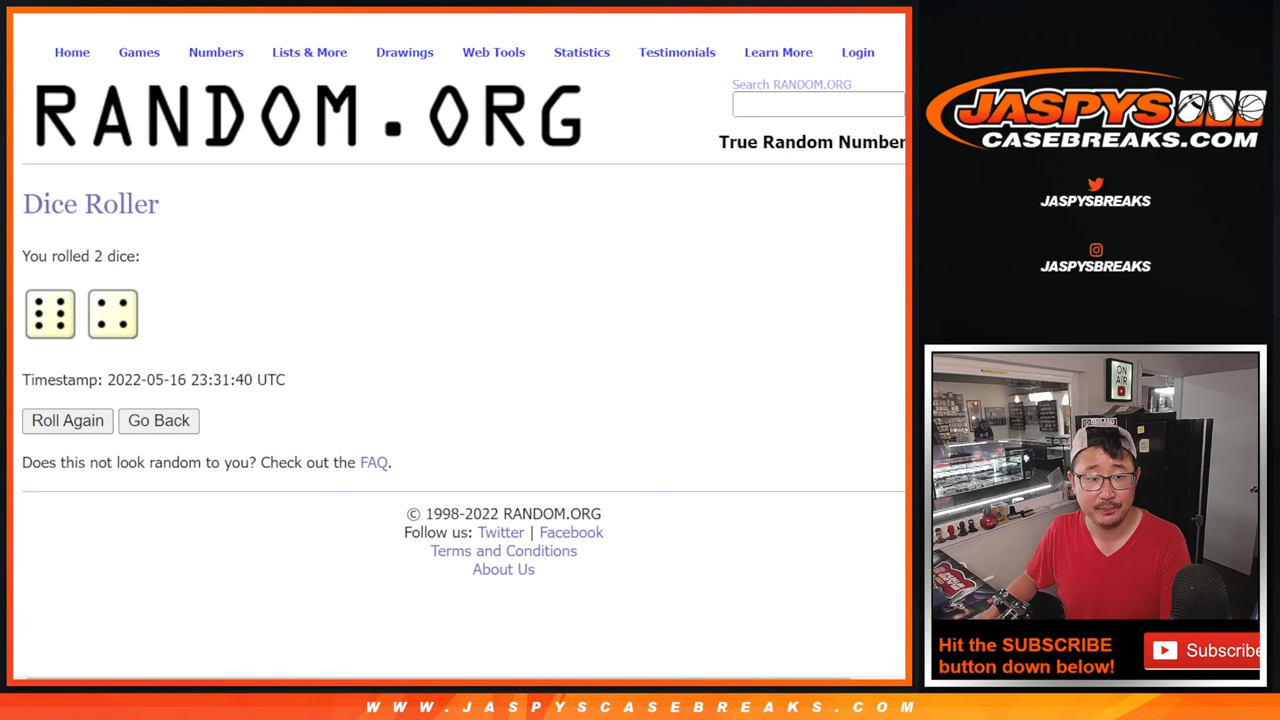 Home Games Numbers Lists & More Drawings Web Tools Statistics Testimonials Learn More Login
RANDOM.ORG
Search RANDOM.ORG
True Random Number
Dice Roller
You rolled 2 dice:
Timestamp: 2022-05-16 23:31:40 UTC
Roll Again Go Back
Does this not look random to you? Check out the FAQ.
© 1998-2022 RANDOM.ORG
Follow us: Twitter | Facebook
Terms and Conditions
About Us
JASPYS
CASEBREAKS.COM
JASPYSBREAKS
JASPYSBREAKS
ON
AIR
Hit the SUBSCRIBE
button down below!
Subscribe
WWW.JASPYSCASEBREAKS.COM